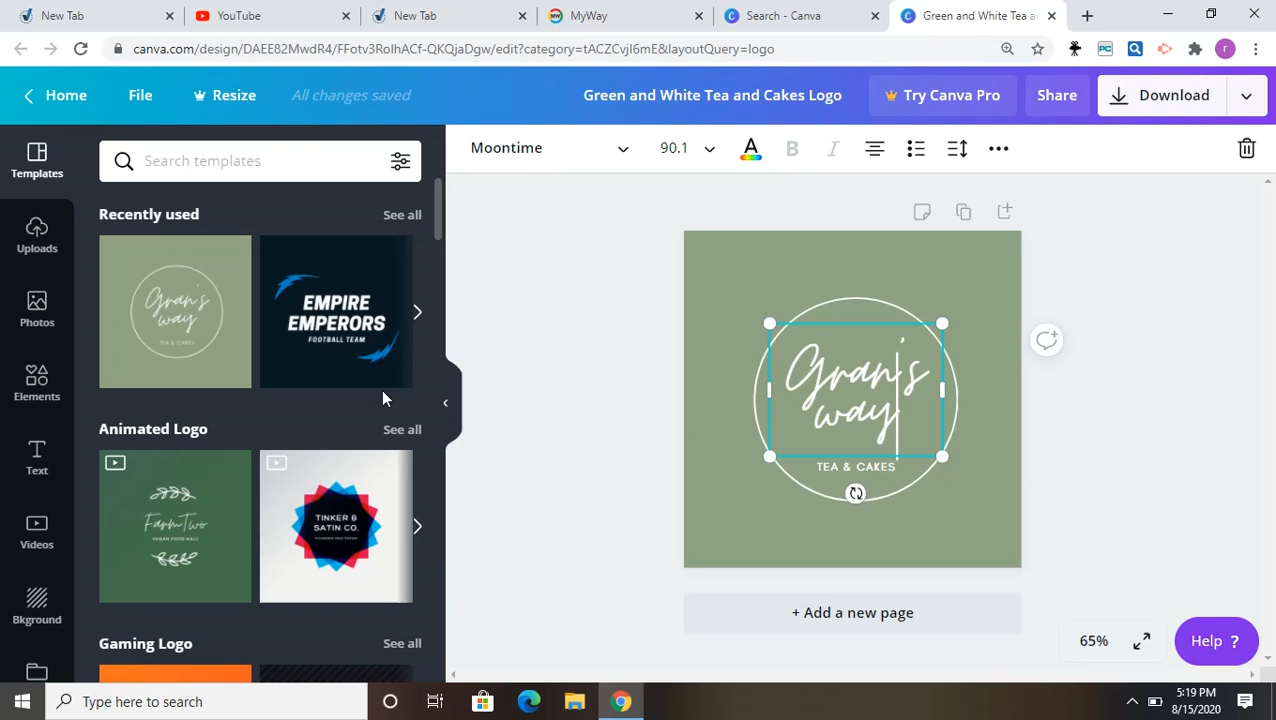 New Tab
YouTube
New Tab
MyWay
Search - Canva
Green and White Tea a
canva.com/design/DAEE82MwdR4/FFotv3RoIhACf-QKQjaDgw/edit?category=tACZCvjI6mE&layoutQuery=logo
PC
r
Home
File
Resize
All changes saved
Green and White Tea and Cakes Logo
Try Canva Pro
Share
Download
Templates
Uploads
Photos
Elements
Text
Videos
Bkground
Search templates
Moontime
90.1
A
B
I
Recently used
See all
Gran's
way
TEA & CAKES
EMPIRE
EMPERORS
FOOTBALL TEAM
Animated Logo
See all
FarmTwo
VEGAN FOOD HALL
TINKER &
SATIN CO.
Gaming Logo
See all
Gran's
way
TEA & CAKES
+ Add a new page
65%
Help ?
Type here to search
5:19 PM
8/15/2020